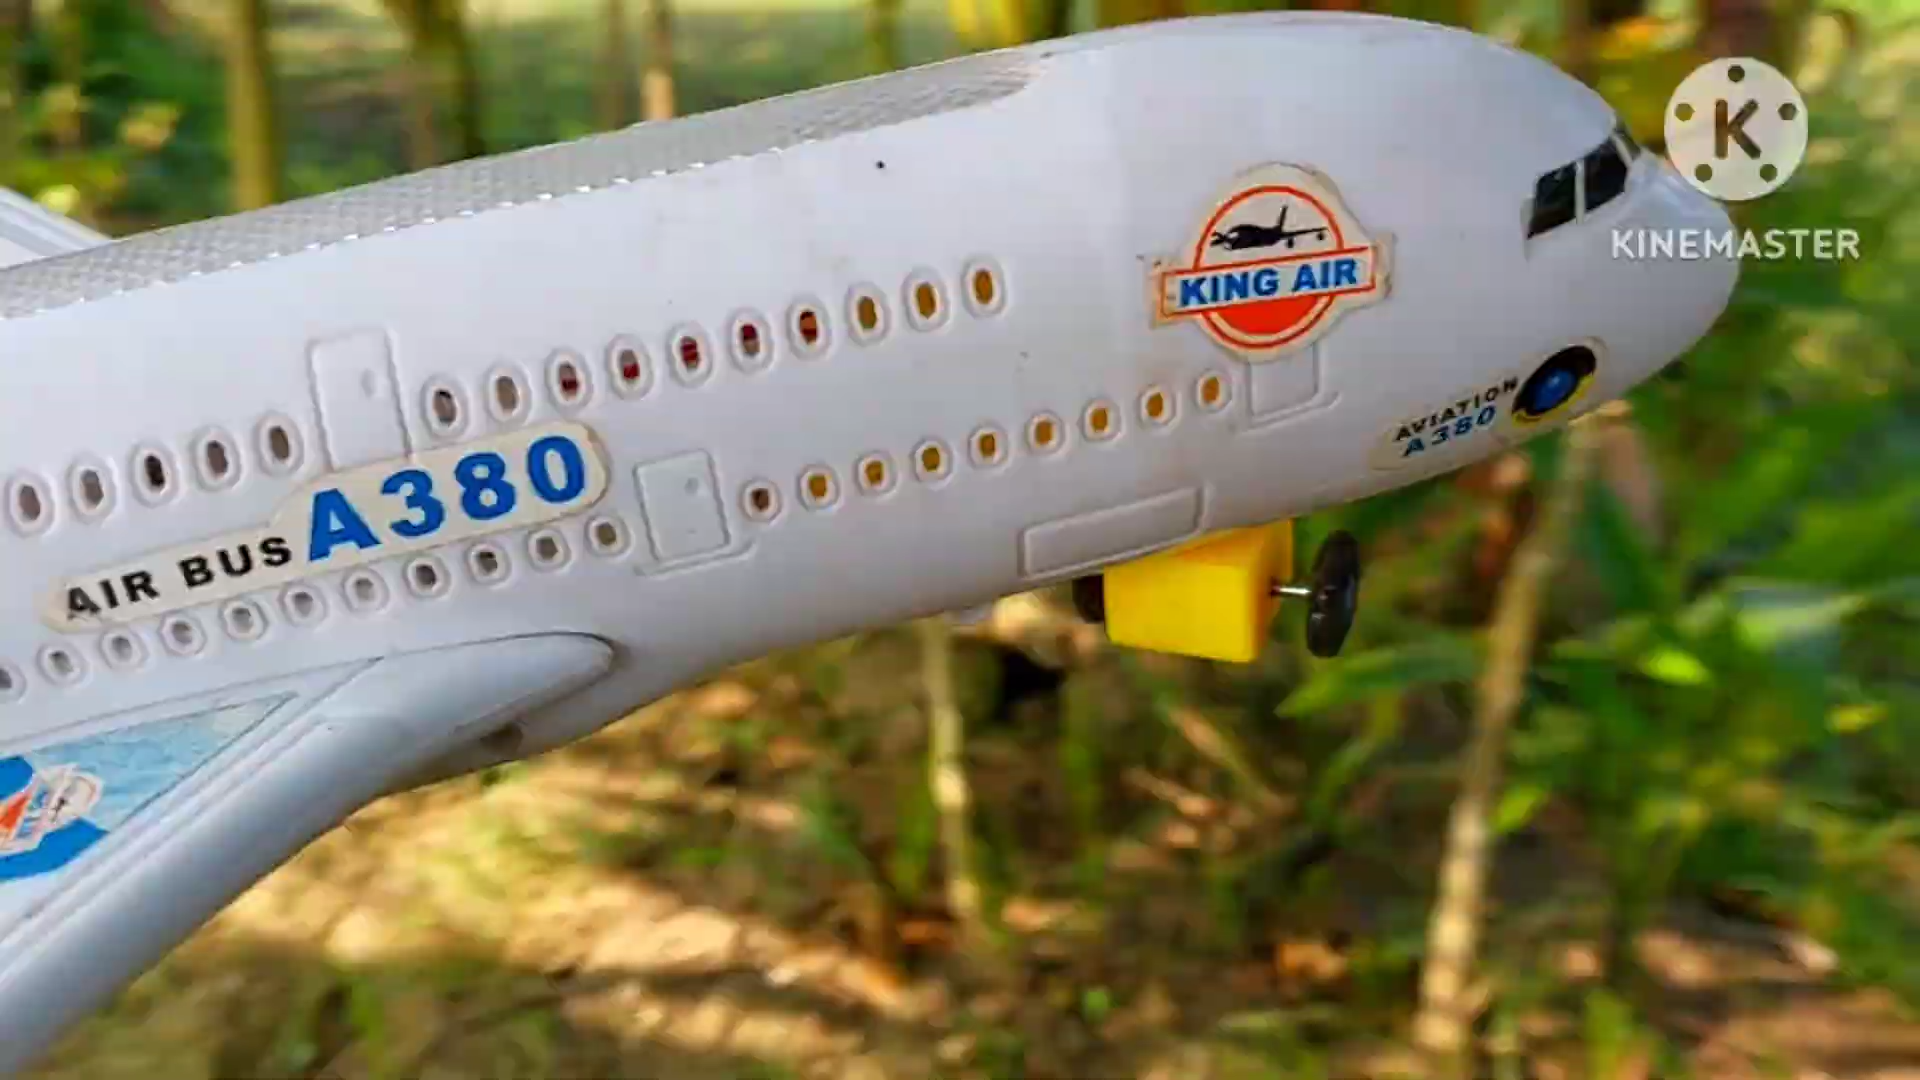 K
KINEMASTER
KING AIR
AVIATION
A380
AIR BUS A380